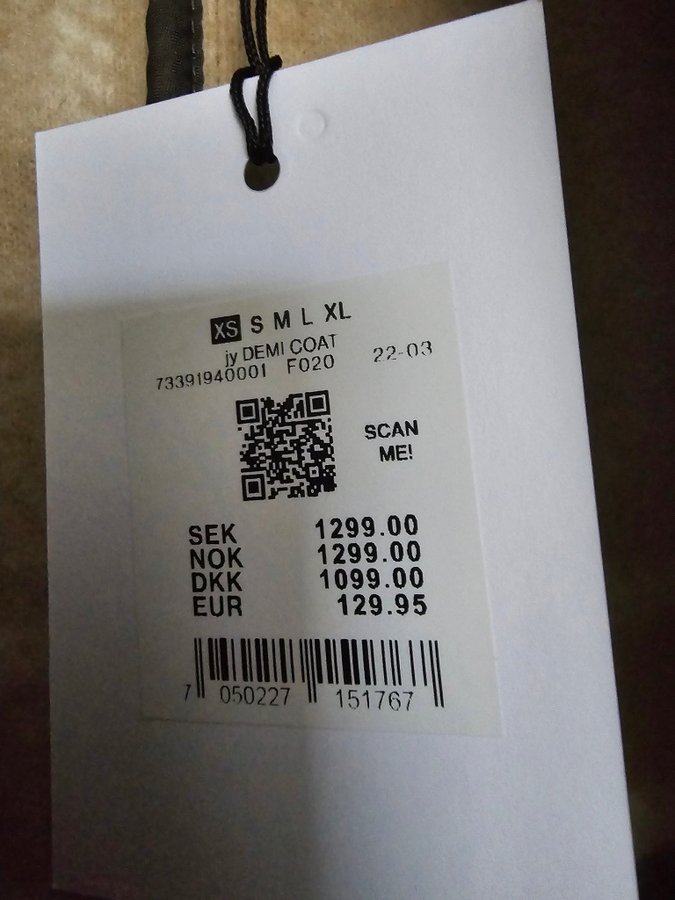 XS S M L XL
jy DEMI COAT
73391940001 F020 22-03
SCAN
ME!
SEK 1299.00
NOK 1299.00
DKK 1099.00
EUR 129.95
7 050227 151767